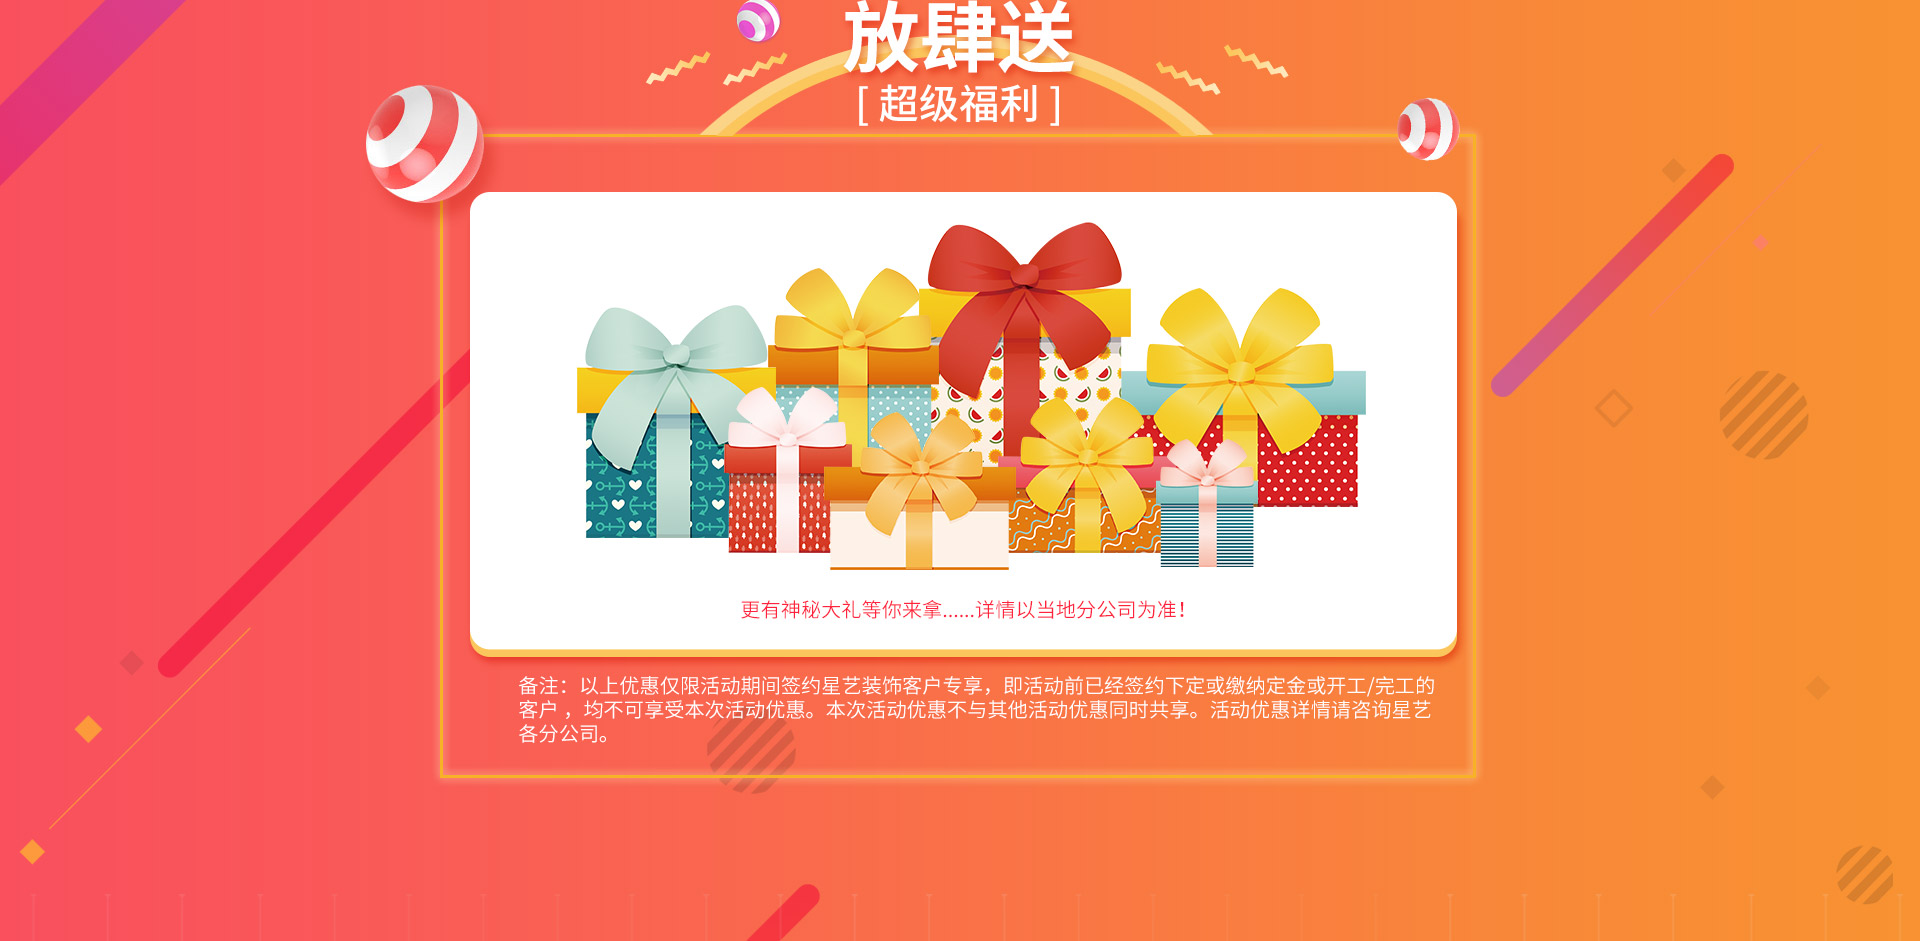 放肆送
[ 超级福利 ]
更有神秘大礼等你来拿......详情以当地分公司为准！
备注：以上优惠仅限活动期间签约星艺装饰客户专享，即活动前已经签约下定或缴纳定金或开工/完工的
客户 ，均不可享受本次活动优惠。本次活动优惠不与其他活动优惠同时共享。活动优惠详情请咨询星艺
各分公司。